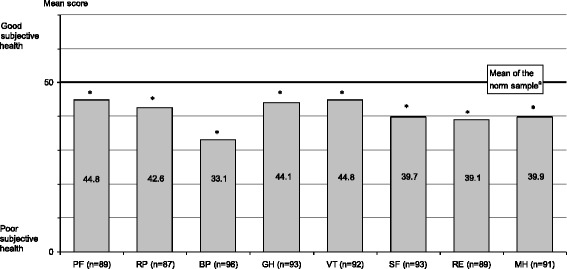 Mean score
Good
subjective
health
50
Mean of the
norm sample a
* * * * * * * *
44.8 42.6 33.1 44.1 44.8 39.7 39.1 39.9
Poor
subjective
health
0
PF (n=89) RP (n=87) BP (n=96) GH (n=93) VT (n=92) SF (n=93) RE (n=89) MH (n=91)